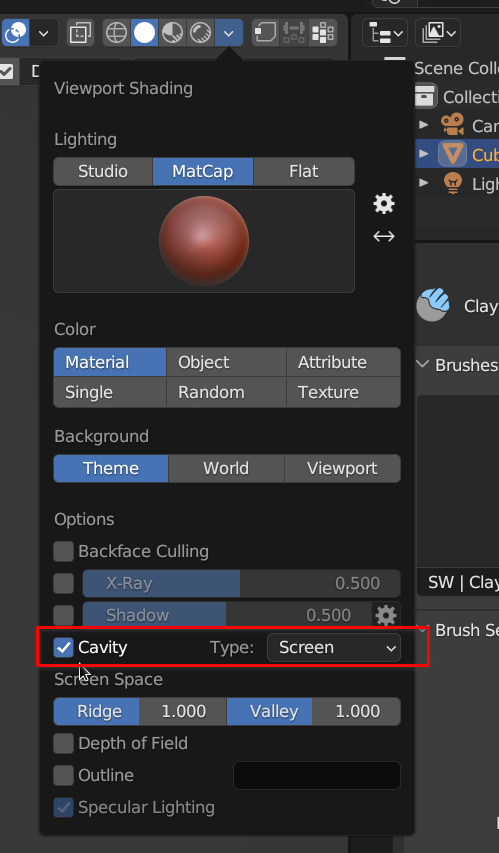 D
Viewport Shading
Scene Coll
Collecti
Lighting
Cam
Studio MatCap Flat
Cub
Ligh
Color
Clay
Material Object Attribute
Brushes
Single Random Texture
Background
Theme World Viewport
Options
Backface Culling
X-Ray 0.500
SW | Clay
Shadow 0.500
Brush Se
Cavity Type: Screen
Screen Space
Ridge 1.000 Valley 1.000
Depth of Field
Outline
Specular Lighting